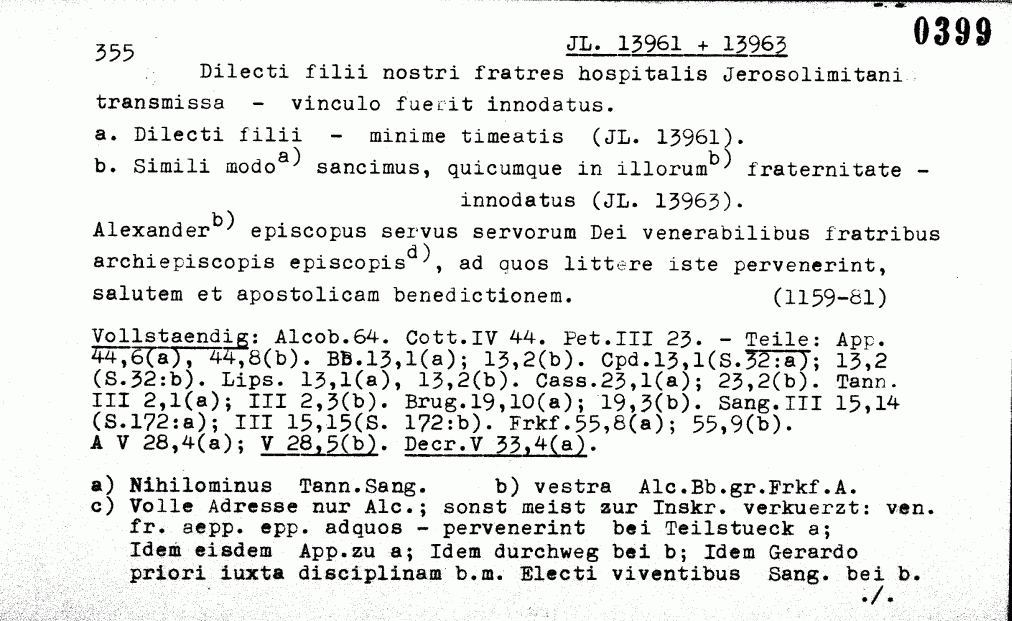 0399
355 JL. 13961 + 13963
Dilecti filii nostri fratres hospitalis Jerosolimitani
transmissa - vinculo fuerit innodatus.
a. Dilecti filii - minime timeatis (JL. 13961).
b. Simili modo a) sancimus, quicumque in illorum b) fraternitate -
innodatus (JL. 13963).
Alexander b) episcopus servus servorum Dei venerabilibus fratribus
archiepiscopis episcopis d), ad quos littere iste pervenerint,
salutem et apostolicam benedictionem. (1159-81)
Vollstaendig: Alcob.64. Cott.IV 44. Pet.III 23. - Teile: App.
44,6(a), 44,8(b). BB.13,1(a); 13,2(b). Cpd.13,1(S.32:a); 13,2
(S.32:b). Lips. 13,1(a), 13,2(b). Cass.23,1(a); 23,2(b). Tann.
III 2,1(a); III 2,3(b). Brug.19,10(a); 19,3(b). Sang.III 15,14
(S.172:a); III 15,15(S. 172:b). Frkf.55,8(a); 55,9(b).
A V 28,4(a); V 28,5(b). Decr.V 33,4(a).
a) Nihilominus Tann.Sang. b) vestra Alc.Bb.gr.Frkf.A.
c) Volle Adresse nur Alc.; sonst meist zur Inskr. verkuerzt: ven.
fr. aepp. epp. adquos - pervenerint bei Teilstueck a;
Idem eisdem App.zu a; Idem durchweg bei b; Idem Gerardo
priori iuxta disciplinam b.m. Electi viventibus Sang. bei b.
./.